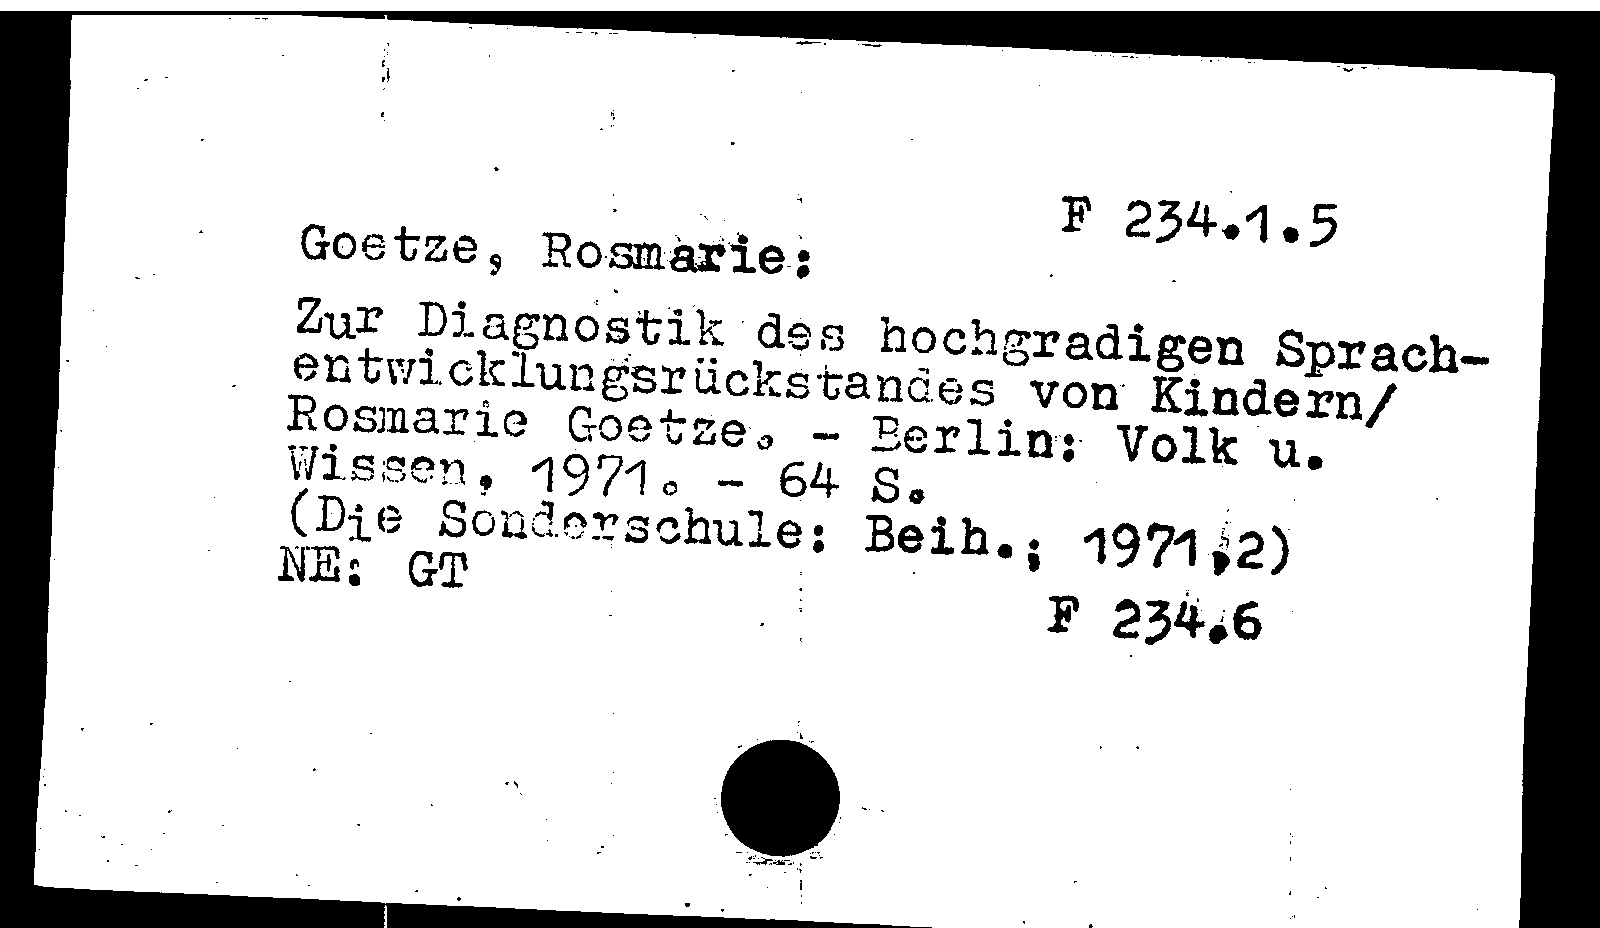 F 234.1.5
Goetze, Rosmarie:
Zur Diagnostik des hochgradigen Sprach-
entwicklungsrückstandes von Kindern/
Rosmarie Goetze. - Berlin: Volk u.
Wissen, 1971. - 64 S.
(Die Sonderschule: Beih.; 1971,2)
NE: GT
F 234.6